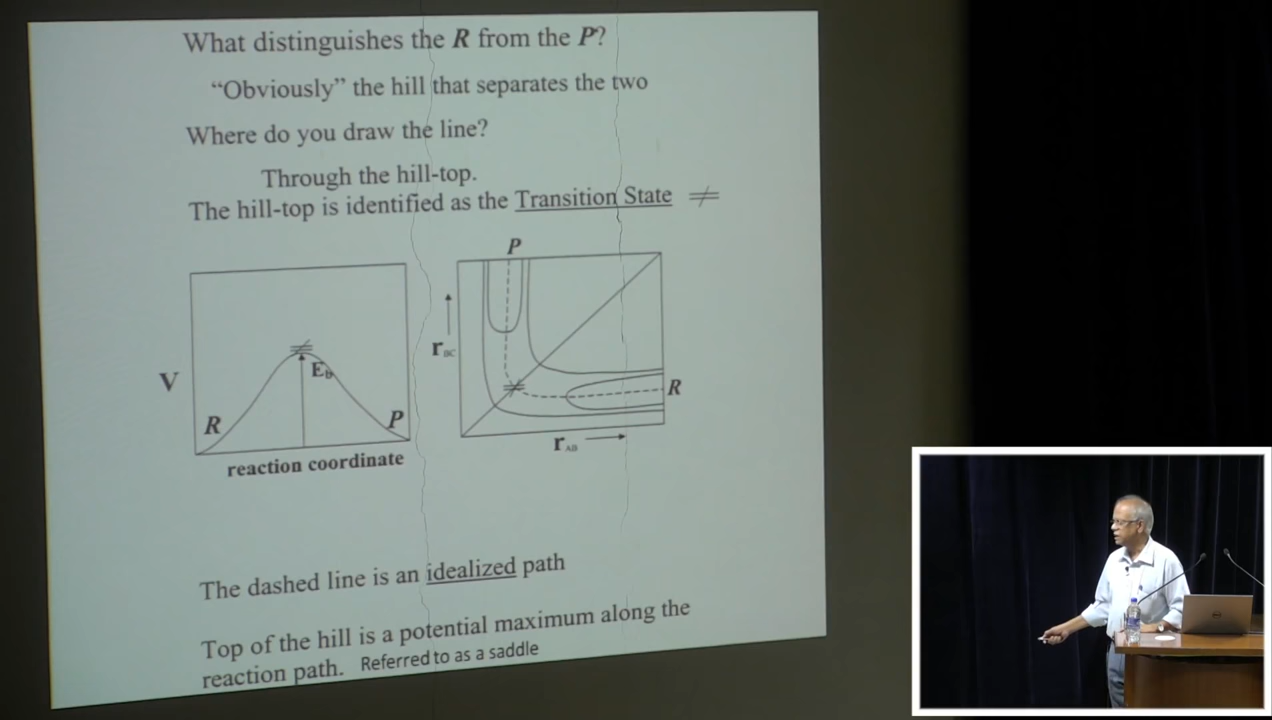 What distinguishes the R from the P?
“Obviously” the hill that separates the two
Where do you draw the line?
Through the hill-top.
The hill-top is identified as the Transition State ≠
V
≠
E_b
R
P
reaction coordinate
P
r_BC
≠
R
r_AB
The dashed line is an idealized path
Top of the hill is a potential maximum along the
reaction path. Referred to as a saddle